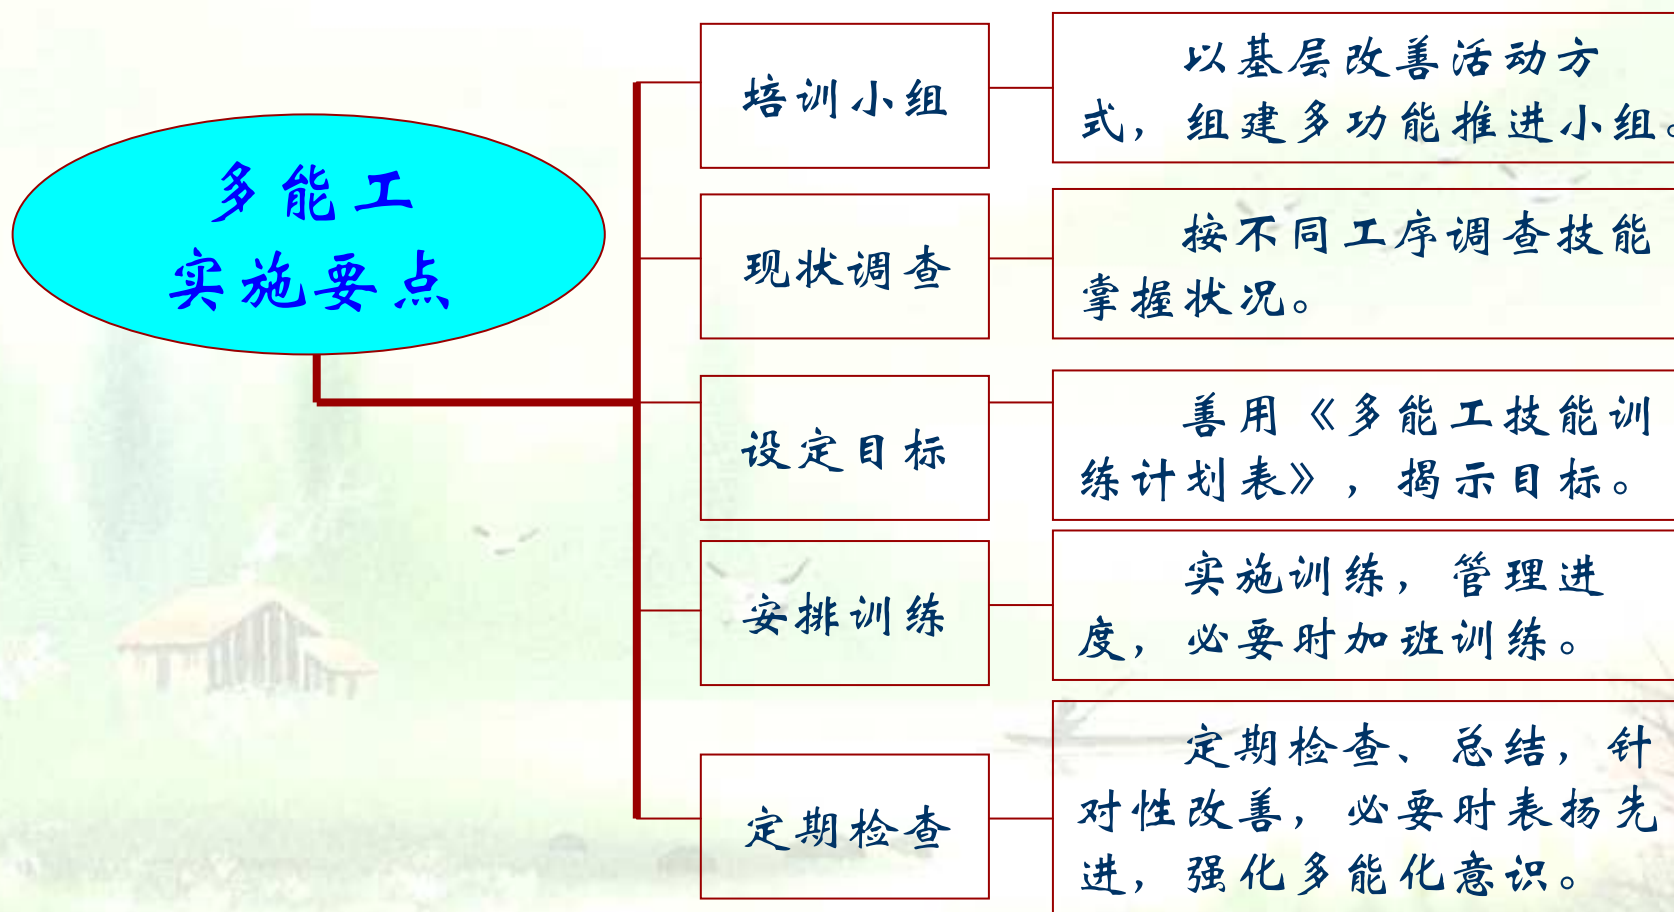 多能工
实施要点
培训小组
以基层改善活动方
式，组建多功能推进小组。
现状调查
按不同工序调查技能
掌握状况。
设定目标
善用《多能工技能训
练计划表》，揭示目标。
安排训练
实施训练，管理进
度，必要时加班训练。
定期检查
定期检查、总结，针
对性改善，必要时表扬先
进，强化多能化意识。